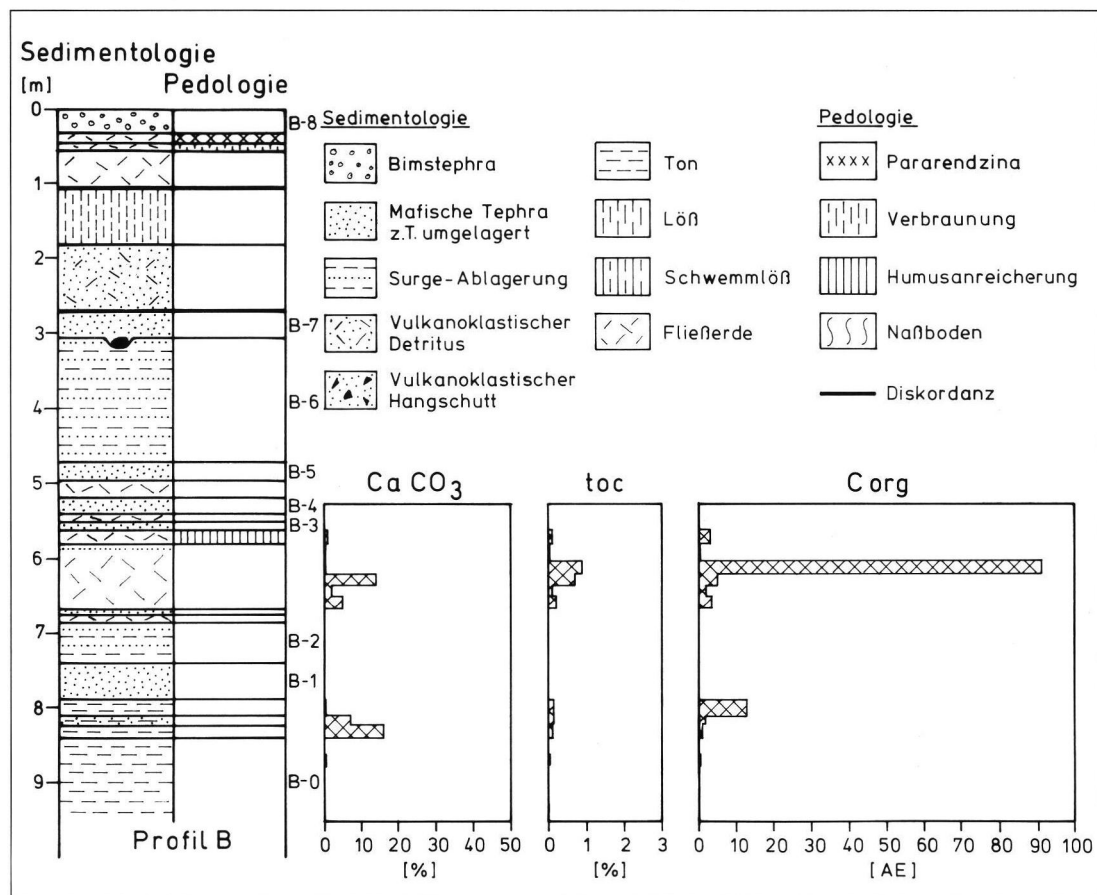 Sedimentologie
[m]
Pedologie
0
1
2
3
4
5
6
7
8
9
B-8
B-7
B-6
B-5
B-4
B-3
B-2
B-1
B-0
Profil B
Sedimentologie
Bimstephra
Mafische Tephra
z.T. umgelagert
Surge-Ablagerung
Vulkanoklastischer
Detritus
Vulkanoklastischer
Hangschutt
Ton
Löß
Schwemmlöß
Fließerde
Pedologie
Pararendzina
Verbraunung
Humusanreicherung
Naßboden
Diskordanz
CaCO3
0 10 20 30 40 50
[%]
toc
0 1 2 3
[%]
Corg
0 10 20 30 40 50 60 70 80 90 100
[AE]